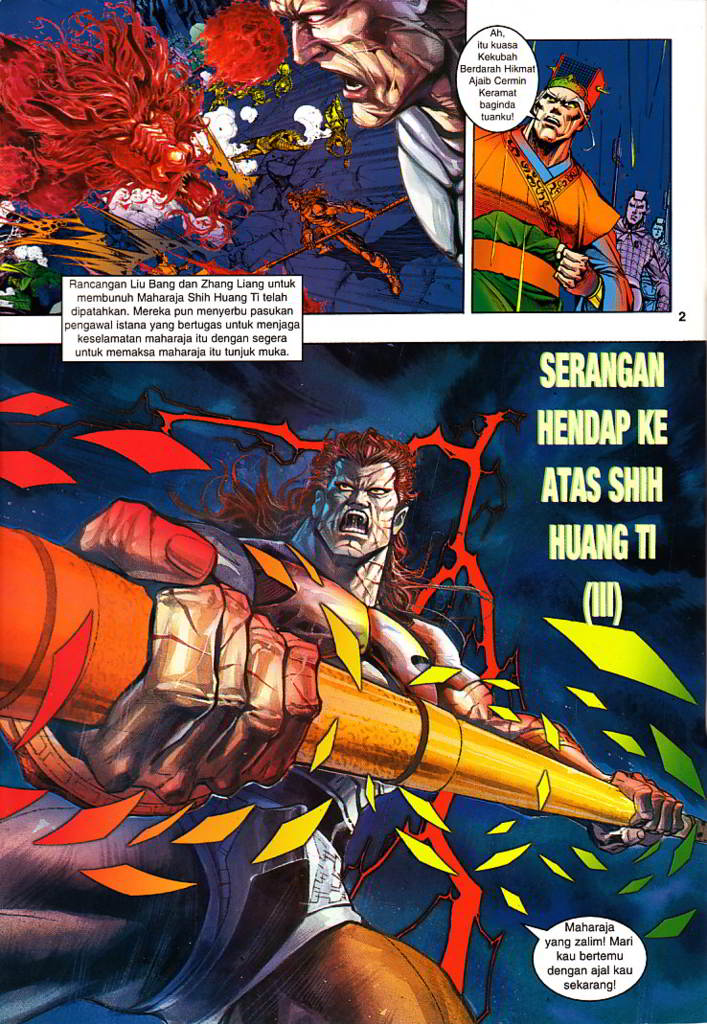 Ah,
itu kuasa
Kekubah
Berdarah Hikmat
Ajaib Cermin
Keramat
baginda
tuanku!
2
Rancangan Liu Bang dan Zhang Liang untuk
membunuh Maharaja Shih Huang Ti telah
dipatahkan. Mereka pun menyerbu pasukan
pengawal istana yang bertugas untuk menjaga
keselamatan maharaja itu dengan segera
untuk memaksa maharaja itu tunjuk muka.
SERANGAN
HENDAP KE
ATAS SHIH
HUANG TI
(III)
Maharaja
yang zalim! Mari
kau bertemu
dengan ajal kau
sekarang!